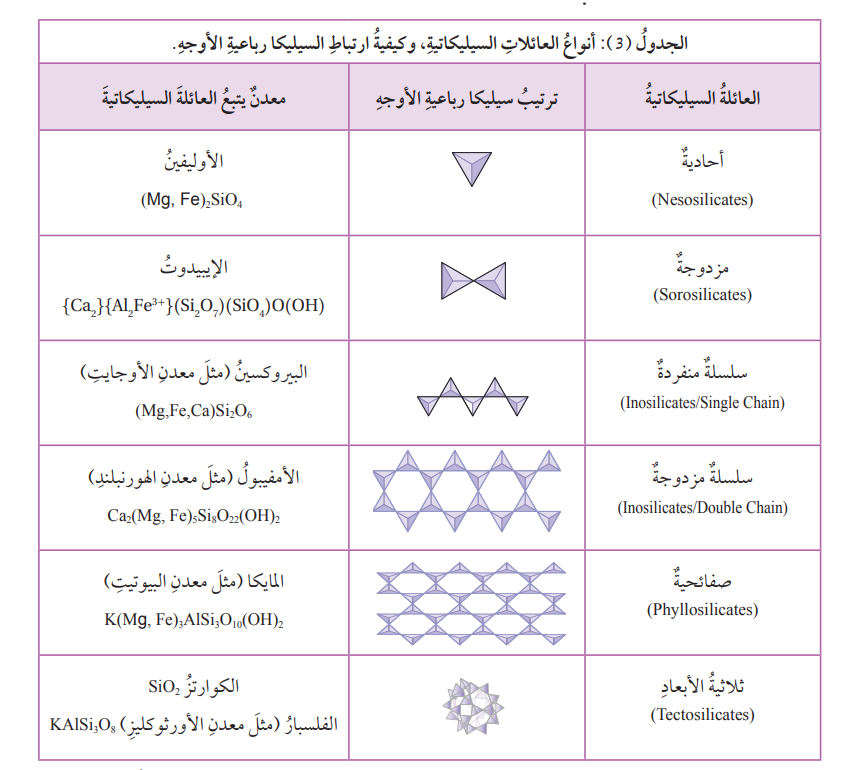 الجدولُ (3): أنواعُ العائلاتِ السيليكاتيةِ، وكيفيةُ ارتباطِ السيليكا رباعيةِ الأوجهِ.
العائلةُ السيليكاتيةُ
ترتيبُ سيليكا رباعيةِ الأوجهِ
معدنٌ يتبعُ العائلةَ السيليكاتيةَ
أحاديةٌ
(Nesosilicates)
الأوليفينُ
(Mg, Fe)₂SiO₄
مزدوجةٌ
(Sorosilicates)
الإيبيدوتُ
{Ca₂}{Al₂Fe³⁺}(Si₂O₇)(SiO₄)O(OH)
سلسلةٌ منفردةٌ
(Inosilicates/Single Chain)
البيروكسينُ (مثلَ معدنِ الأوجايتِ)
(Mg,Fe,Ca)Si₂O₆
سلسلةٌ مزدوجةٌ
(Inosilicates/Double Chain)
الأمفيبولُ (مثلَ معدنِ الهورنبلندِ)
Ca₂(Mg, Fe)₅Si₈O₂₂(OH)₂
صفائحيةٌ
(Phyllosilicates)
المايكا (مثلَ معدنِ البيوتيتِ)
K(Mg, Fe)₃AlSi₃O₁₀(OH)₂
ثلاثيةُ الأبعادِ
(Tectosilicates)
الكوارتزُ SiO₂
الفلسبارُ (مثلَ معدنِ الأورثوكليزِ) KAlSi₃O₈